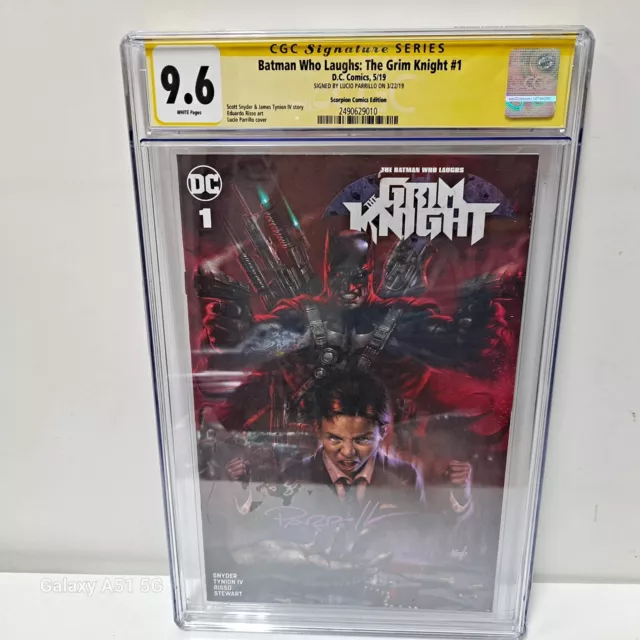 CGC Signature SERIES
9.6
WHITE Pages
Batman Who Laughs: The Grim Knight #1
D.C. Comics, 5/19
SIGNED BY LUCIO PARRILLO ON 3/22/19
Scott Snyder & James Tynion IV story
Eduardo Risso art
Lucio Parrillo cover
Scorpion Comics Edition
2490629010
CGC
DC
1
THE BATMAN WHO LAUGHS
THE GRIM
KNIGHT
SNYDER
TYNION IV
RISSO
STEWART
Galaxy A51 5G